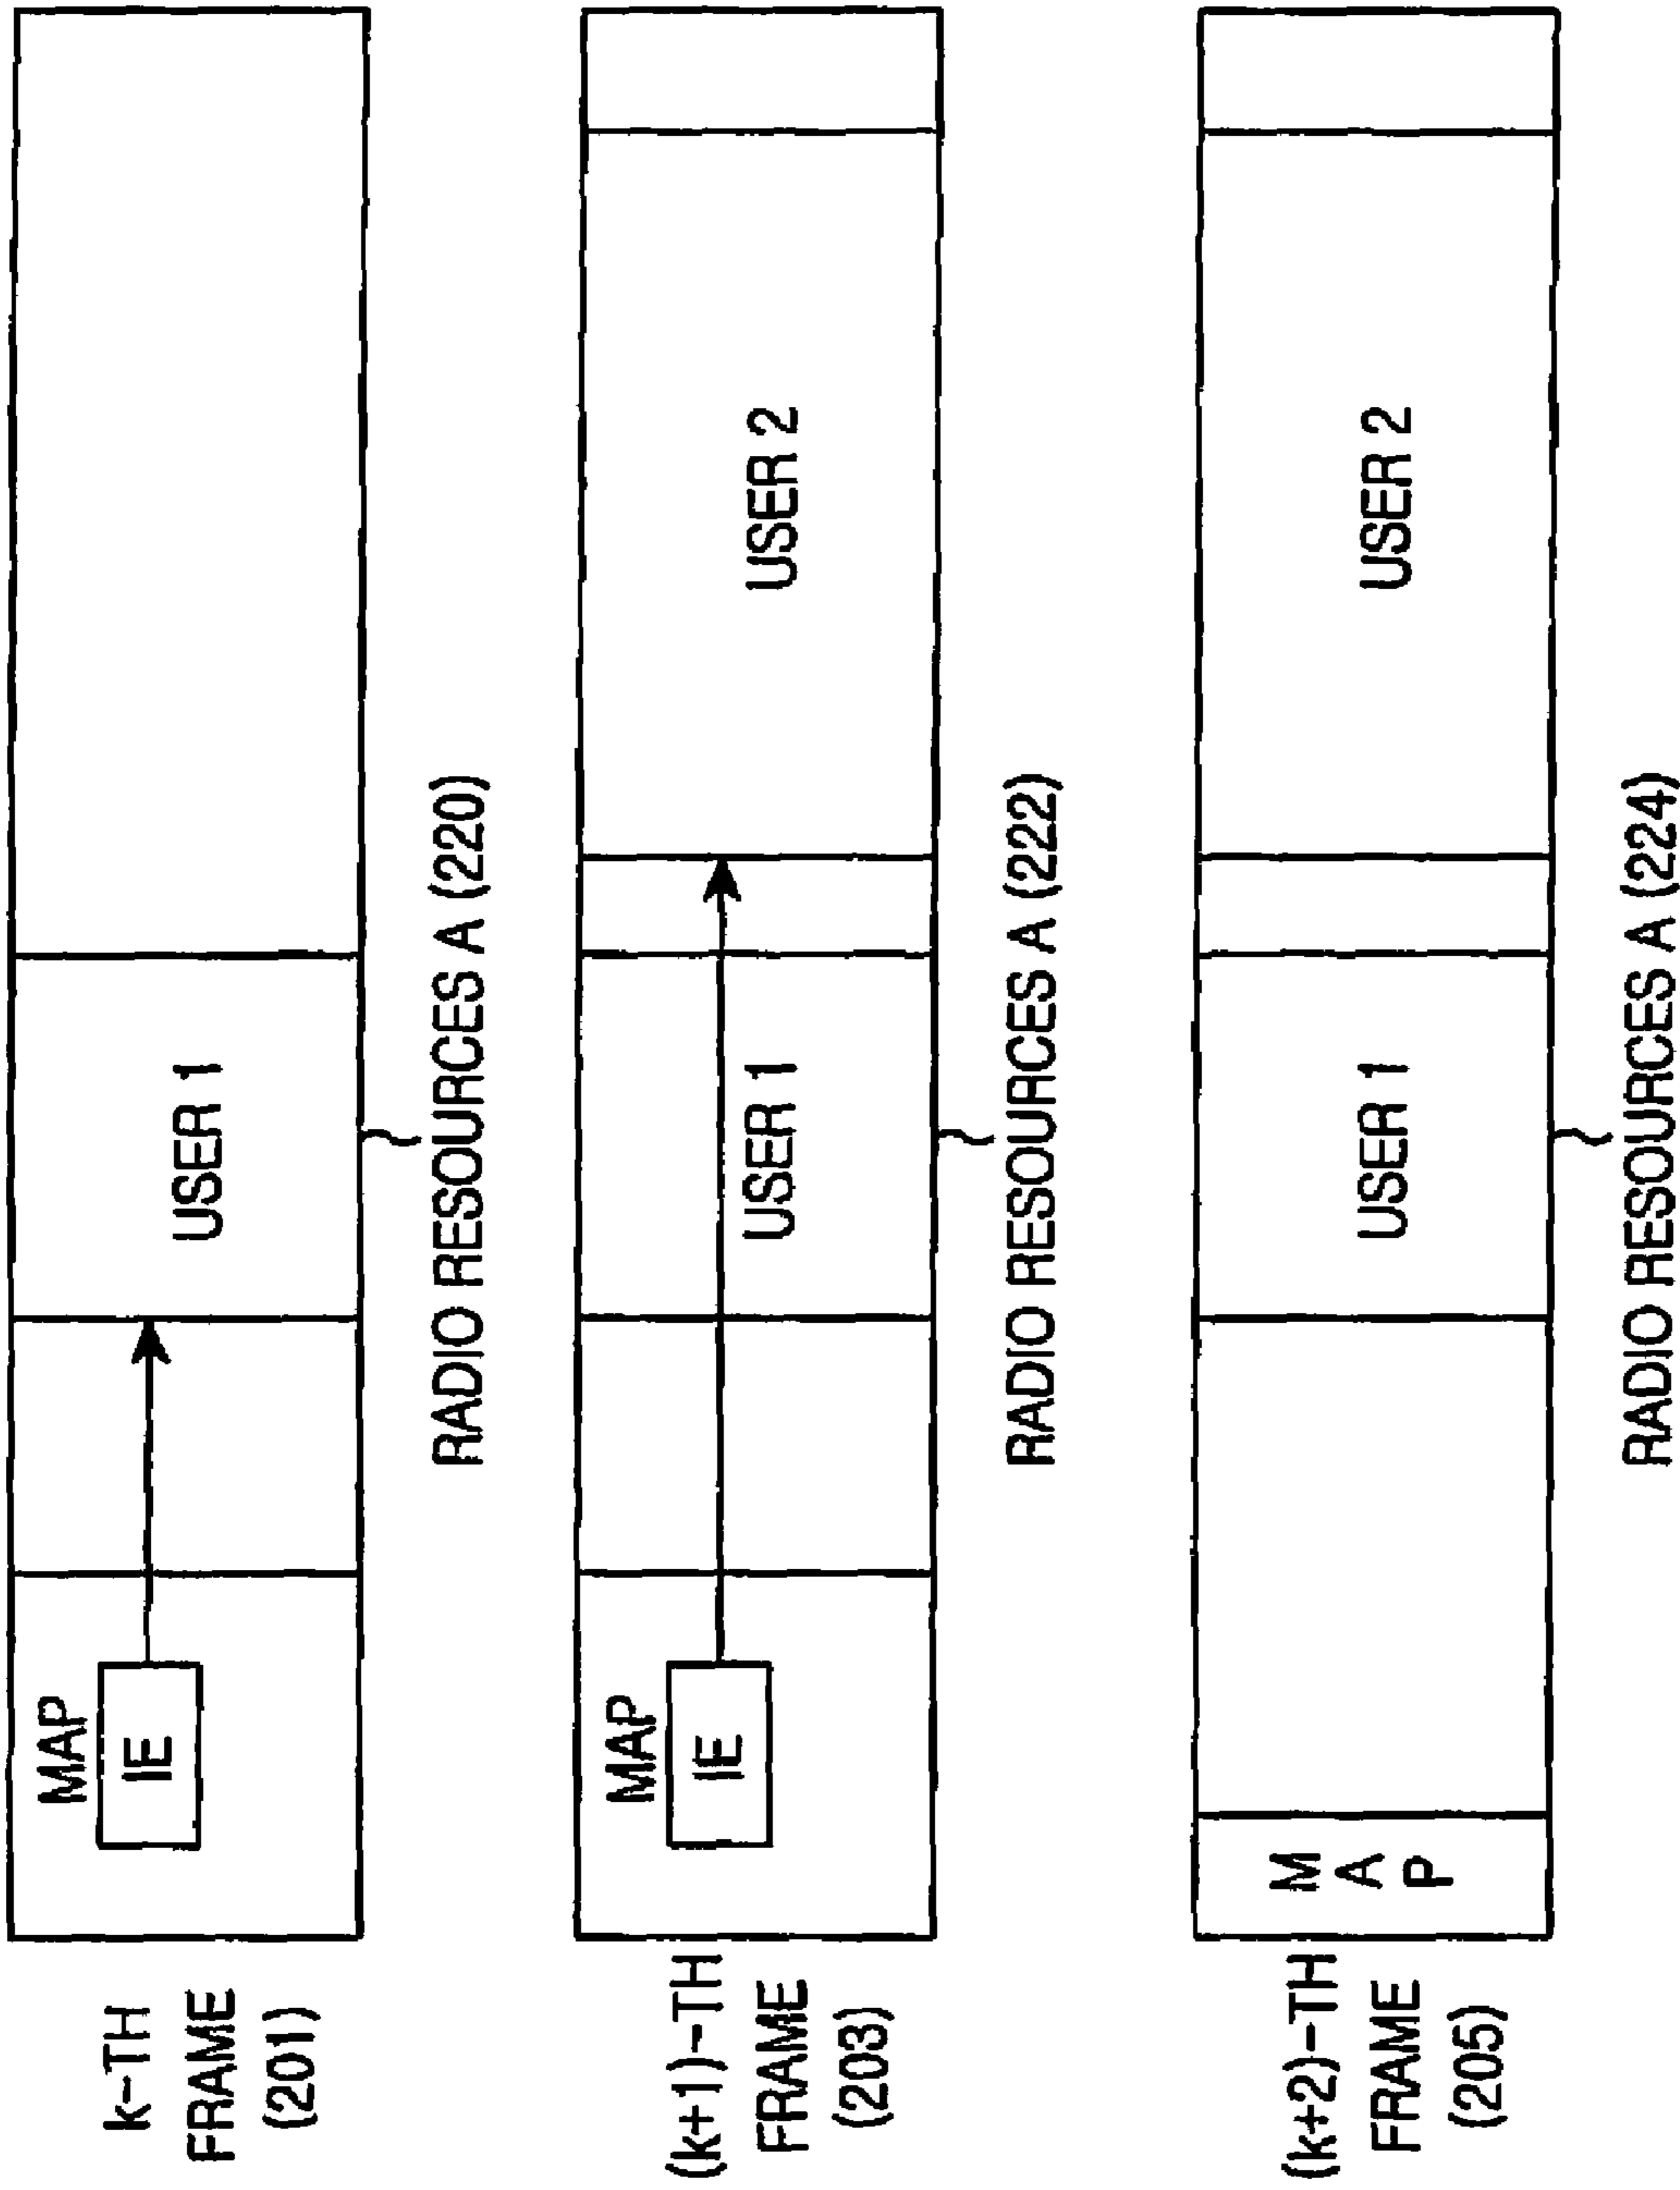 k-TH
FRAME
(201)
MAP
IE
USER 1
RADIO RESOURCES A (220)
(k+1)-TH
FRAME
(203)
MAP
IE
USER 1
USER 2
RADIO RESOURCES A (222)
(k+2)-TH
FRAME
(205)
MAP
USER 1
USER 2
RADIO RESOURCES A (224)